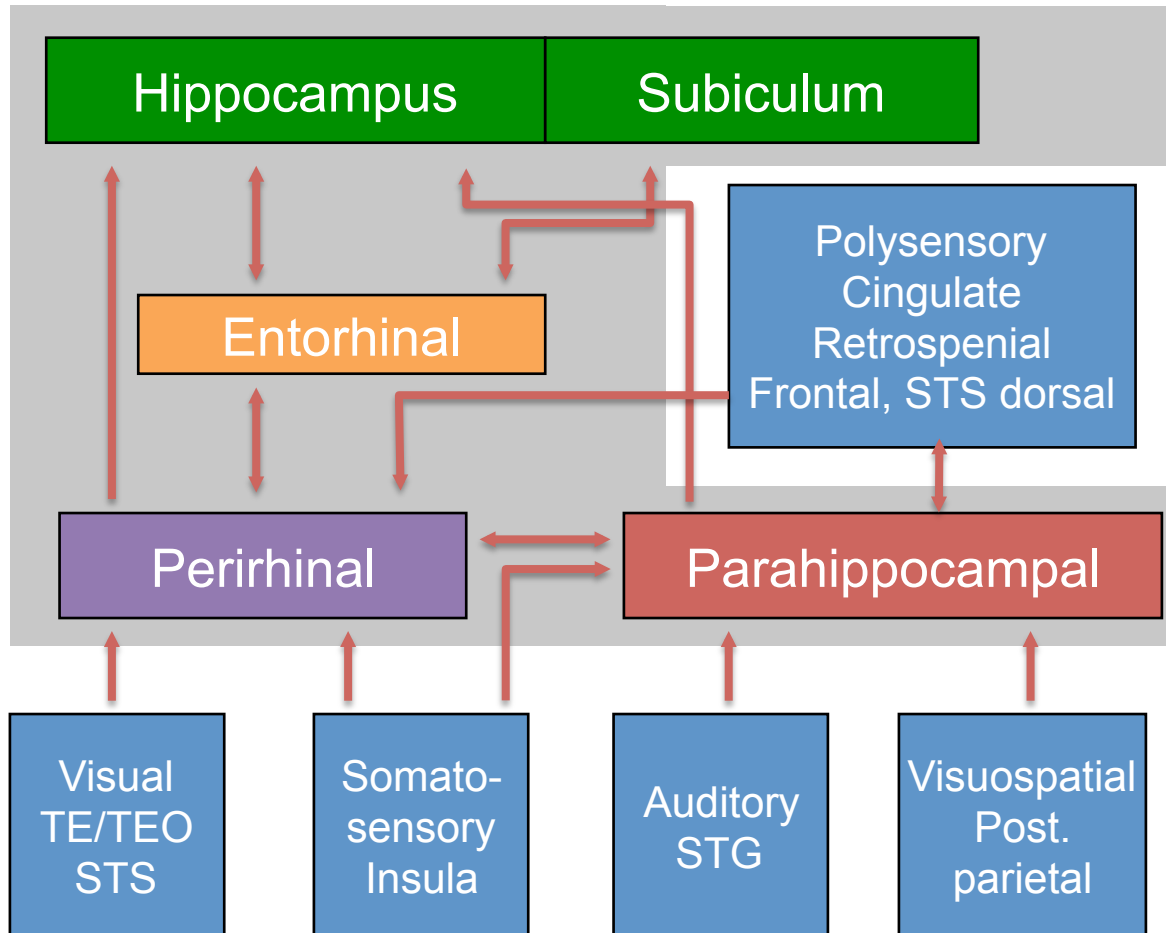 Hippocampus
Subiculum
Polysensory
Cingulate
Retrospenial
Frontal, STS dorsal
Entorhinal
Perirhinal
Parahippocampal
Visual
TE/TEO
STS
Somato-
sensory
Insula
Auditory
STG
Visuospatial
Post.
parietal